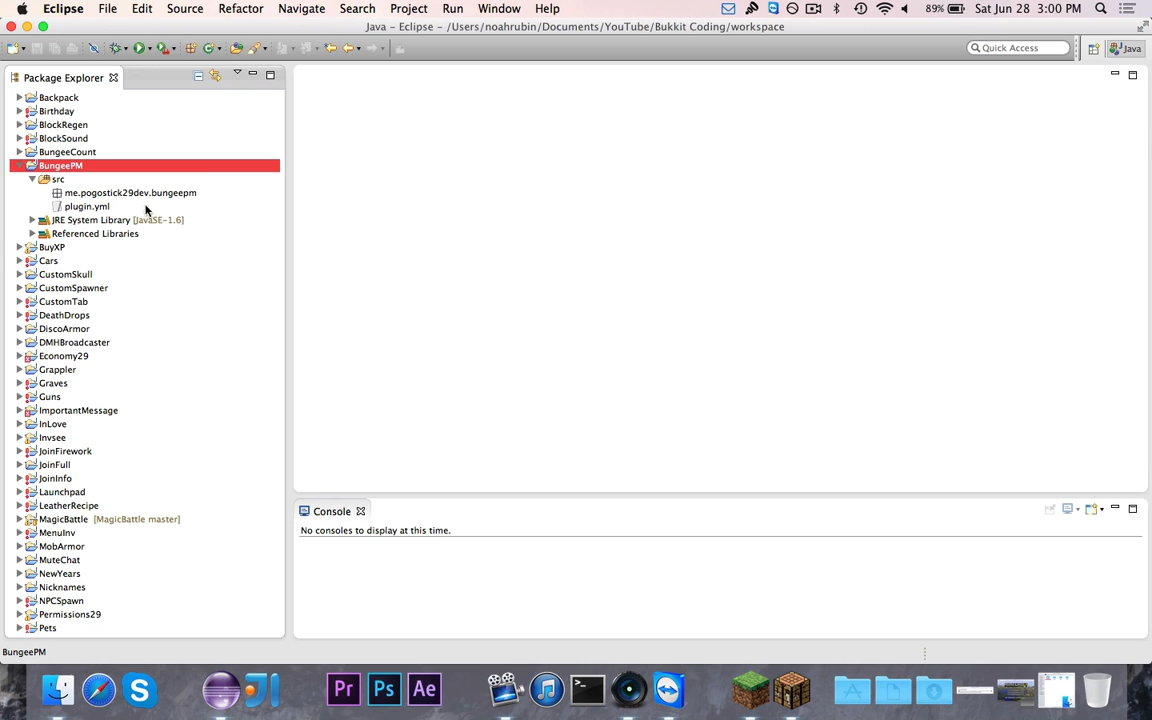 Eclipse File Edit Source Refactor Navigate Search Project Run Window Help 89% Sat Jun 28 3:00 PM
Java – Eclipse – /Users/noahrubin/Documents/YouTube/Bukkit Coding/workspace
Quick Access
Java
Package Explorer
Backpack
Birthday
BlockRegen
BlockSound
BungeeCount
BungeePM
src
me.pogostick29dev.bungeepm
plugin.yml
JRE System Library [JavaSE-1.6]
Referenced Libraries
BuyXP
Cars
CustomSkull
CustomSpawner
CustomTab
DeathDrops
DiscoArmor
DMHBroadcaster
Economy29
Grappler
Graves
Guns
ImportantMessage
InLove
Invsee
JoinFirework
JoinFull
JoinInfo
Launchpad
LeatherRecipe
MagicBattle [MagicBattle master]
MenuInv
MobArmor
MuteChat
NewYears
Nicknames
NPCSpawn
Permissions29
Pets
Console
No consoles to display at this time.
BungeePM
S
Pr
Ps
Ae